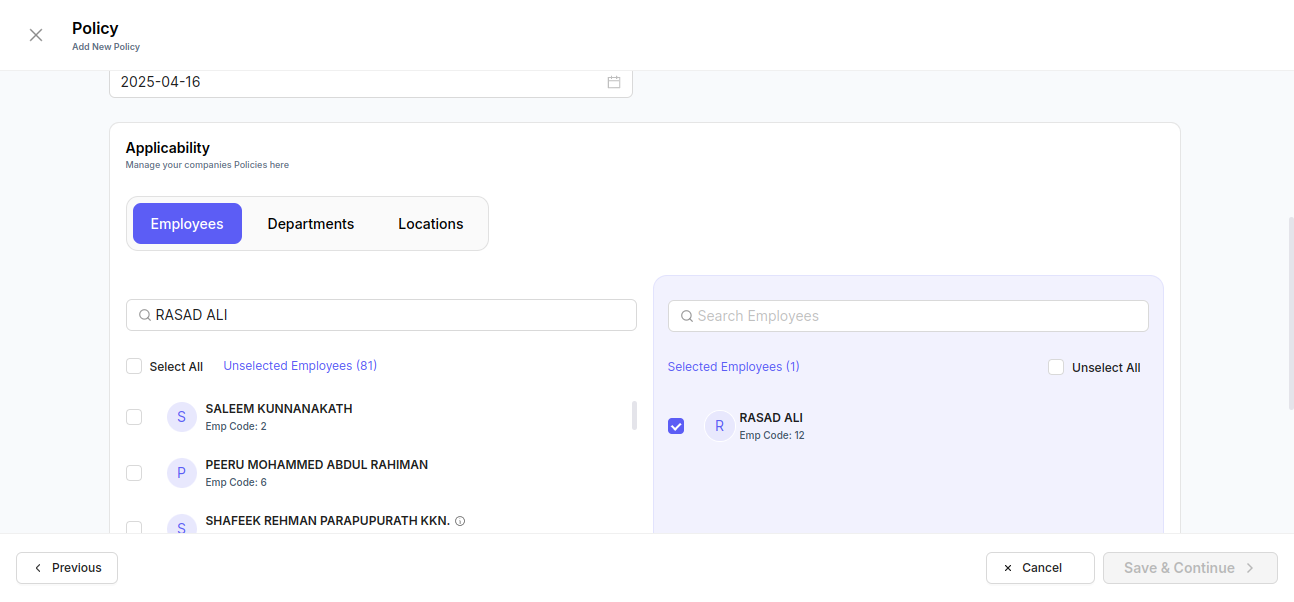 Policy
Add New Policy
2025-04-16
Applicability
Manage your companies Policies here
Employees Departments Locations
RASAD ALI
Search Employees
Select All Unselected Employees (81)
Selected Employees (1) Unselect All
S SALEEM KUNNANAKATH
Emp Code: 2
R RASAD ALI
Emp Code: 12
P PEERU MOHAMMED ABDUL RAHIMAN
Emp Code: 6
S SHAFEEK REHMAN PARAPUPURATH KKN.
Previous Cancel Save & Continue